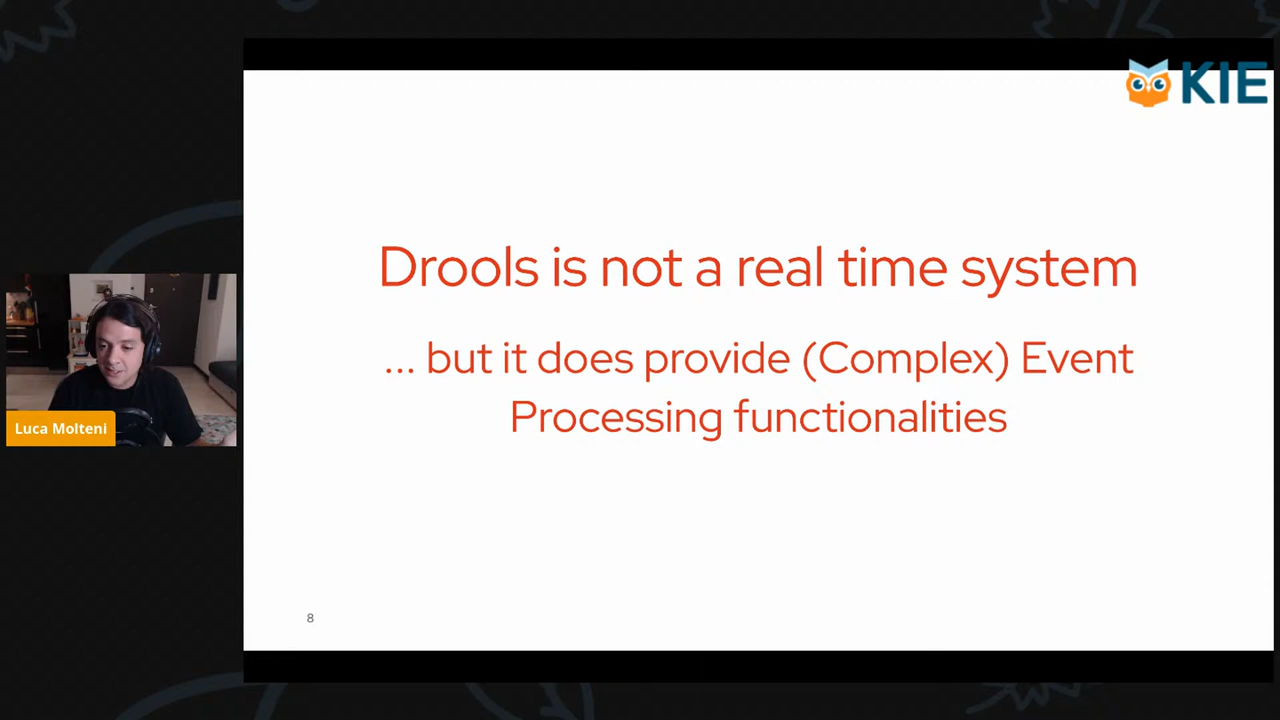 KIE
Drools is not a real time system
... but it does provide (Complex) Event
Processing functionalities
Luca Molteni
8